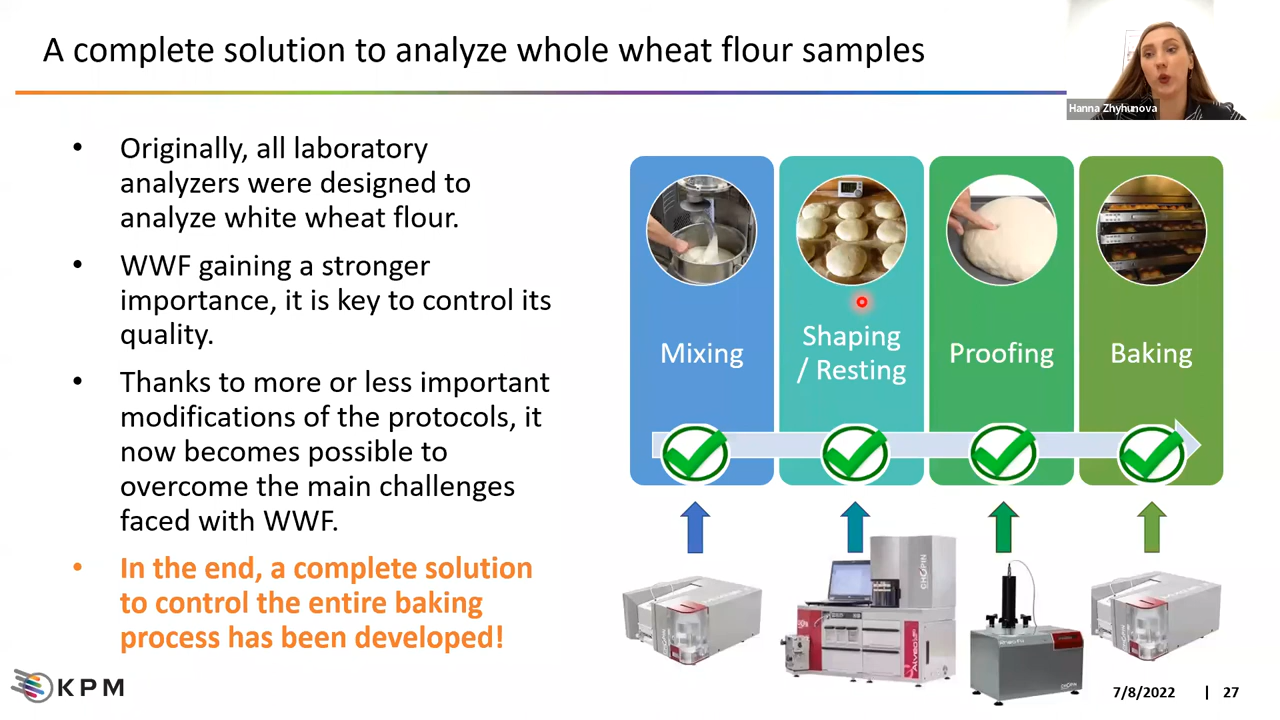 A complete solution to analyze whole wheat flour samples
Hanna Zhyhunova
• Originally, all laboratory
analyzers were designed to
analyze white wheat flour.
• WWF gaining a stronger
importance, it is key to control its
quality.
• Thanks to more or less important
modifications of the protocols, it
now becomes possible to
overcome the main challenges
faced with WWF.
• In the end, a complete solution
to control the entire baking
process has been developed!
Mixing
Shaping
/ Resting
Proofing
Baking
CHOPIN
CHOPIN
KPM
7/8/2022 | 27